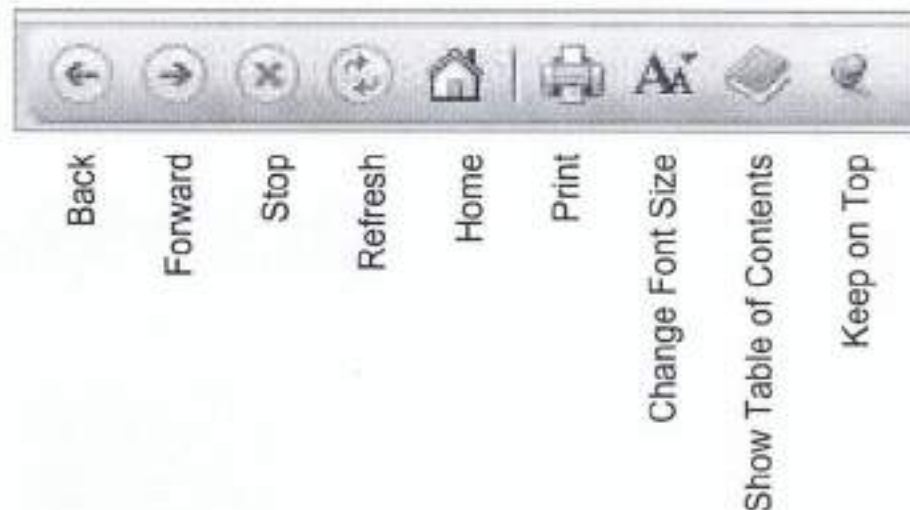 Back
Forward
Stop
Refresh
Home
Print
Change Font Size
Show Table of Contents
Keep on Top